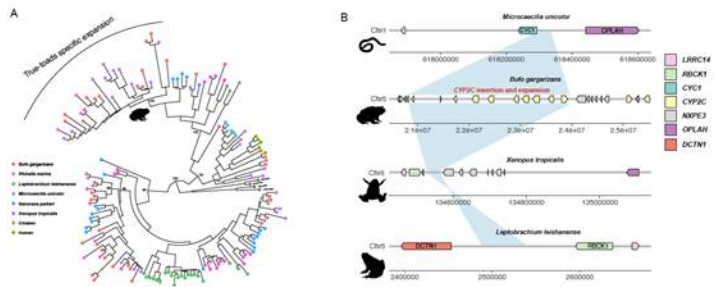 A
True-toads specific expansion
Bufo gargarizans
Rhinella marina
Leptobrachium leishanense
Microcaecilia unicolor
Nanorana parkeri
Xenopus tropicalis
Chicken
Human
B
Microcaecilia unicolor
Chr1
CYC1
OPLAH
618000000
618200000
618400000
618600000
Bufo gargarizans
CYP2C insertion and expansion
Chr5
2.1e+07
2.2e+07
2.3e+07
2.4e+07
2.5e+07
Xenopus tropicalis
134600000
134800000
135000000
Leptobrachium leishanense
Chr5
DCTN1
RBCK1
2400000
2500000
2600000
LRRC14
RBCK1
CYC1
CYP2C
NXPE3
OPLAH
DCTN1